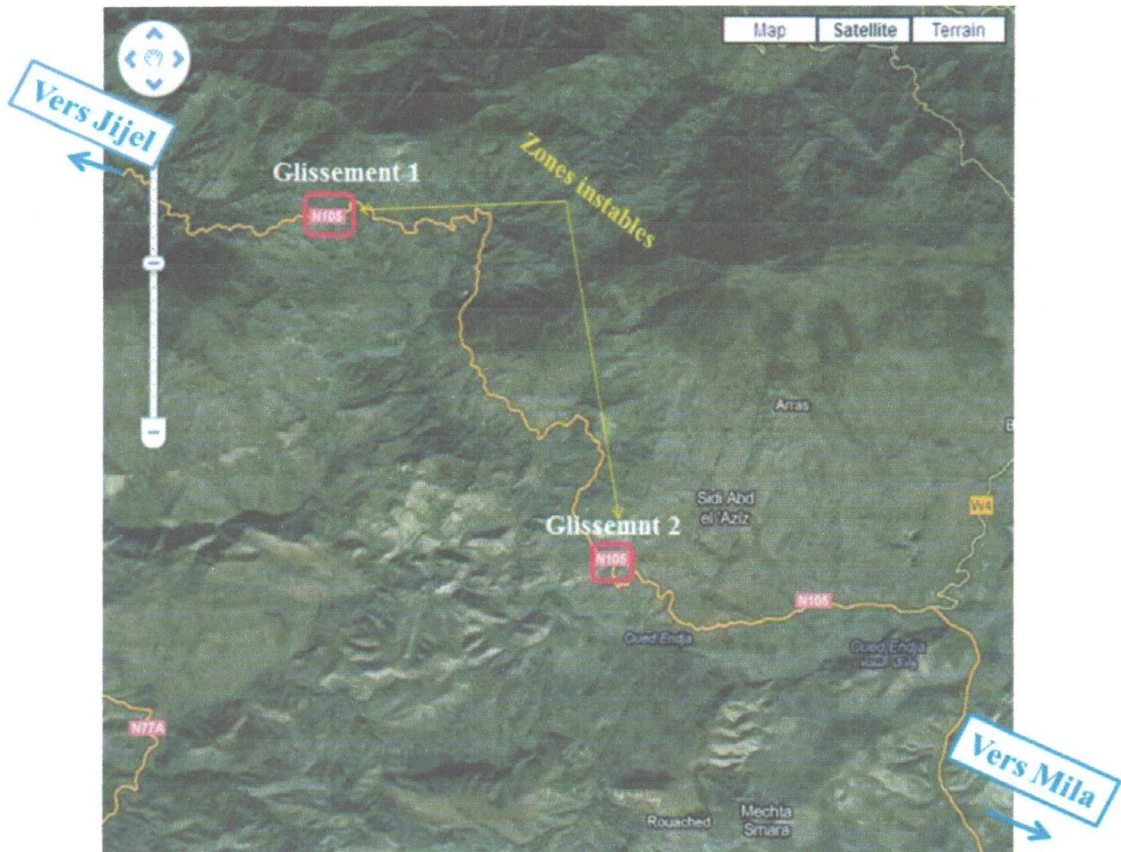 Map
Satellite
Terrain
Vers Jijel
Glissement 1
N105
Zones instables
Arras
B
W4
Sidi Abd
el 'Aziz
Glissemnt 2
N105
N105
Oued Endja
Oued Endja
N77A
Vers Mila
Rouached
Mechta
Smara